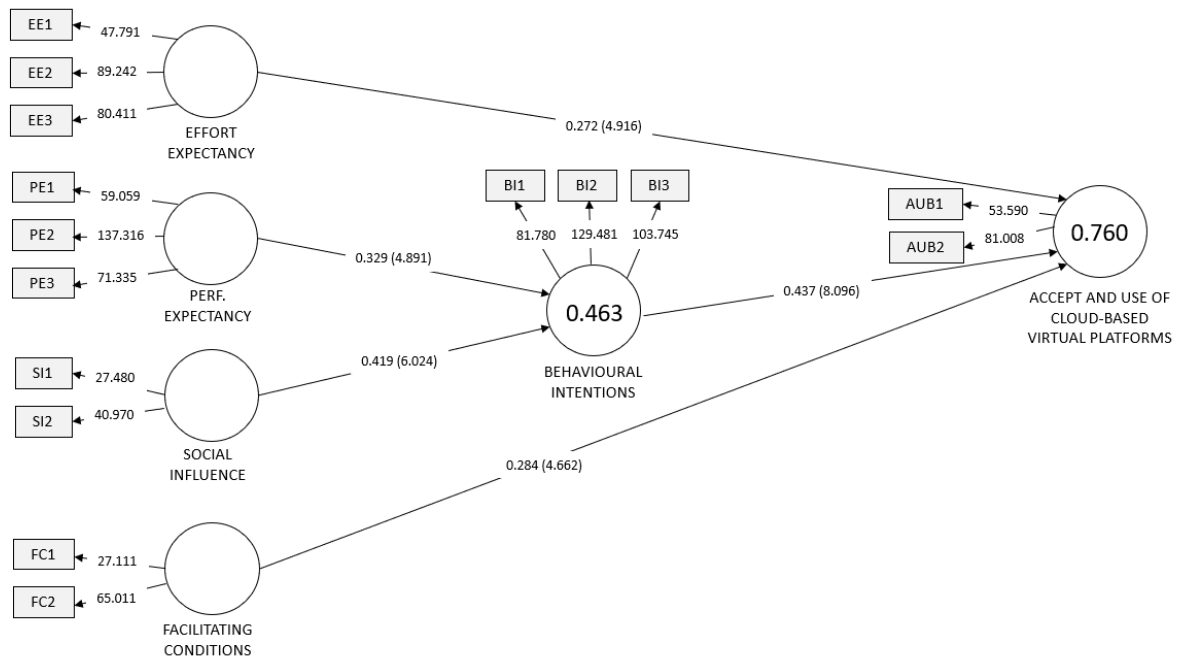 EE1
47.791
EE2
89.242
EE3
80.411
EFFORT
EXPECTANCY
0.272 (4.916)
PE1
59.059
PE2
137.316
PE3
71.335
PERF.
EXPECTANCY
0.329 (4.891)
BI1
BI2
BI3
81.780
129.481
103.745
0.463
BEHAVIOURAL
INTENTIONS
AUB1
53.590
AUB2
81.008
0.760
ACCEPT AND USE OF
CLOUD-BASED
VIRTUAL PLATFORMS
0.437 (8.096)
SI1
27.480
SI2
40.970
SOCIAL
INFLUENCE
0.419 (6.024)
0.284 (4.662)
FC1
27.111
FC2
65.011
FACILITATING
CONDITIONS